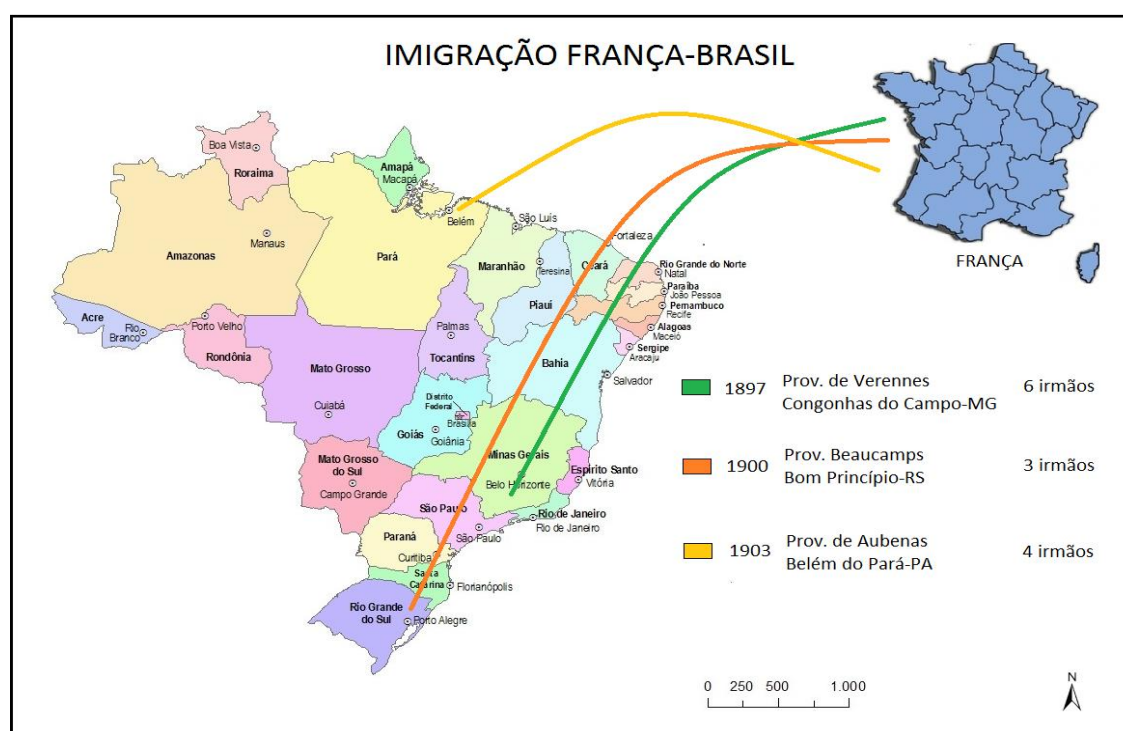 IMIGRAÇÃO FRANÇA-BRASIL
Boa Vista
Roraima
Amapá
Macapá
Belém
São Luís
Fortaleza
Manaus
Amazonas
Pará
Maranhão
Teresina
Ceará
Rio Grande do Norte
Natal
Paraíba
João Pessoa
Piauí
Pernambuco
Recife
Acre
Rio
Branco
Porto Velho
Palmas
Alagoas
Maceió
Rondônia
Tocantins
Sergipe
Aracaju
Mato Grosso
Bahia
Salvador
Cuiabá
Distrito
Federal
Brasília
Goiás
Goiânia
Minas Gerais
Mato Grosso
do Sul
Campo Grande
Belo Horizonte
Espírito Santo
Vitória
São Paulo
São Paulo
Rio de Janeiro
Rio de Janeiro
Paraná
Curitiba
Santa
Catarina
Florianópolis
Rio Grande
do Sul
Porto Alegre
FRANÇA
1897 Prov. de Verennes 6 irmãos
Congonhas do Campo-MG
1900 Prov. Beaucamps 3 irmãos
Bom Princípio-RS
1903 Prov. de Aubenas 4 irmãos
Belém do Pará-PA
0 250 500 1.000
N